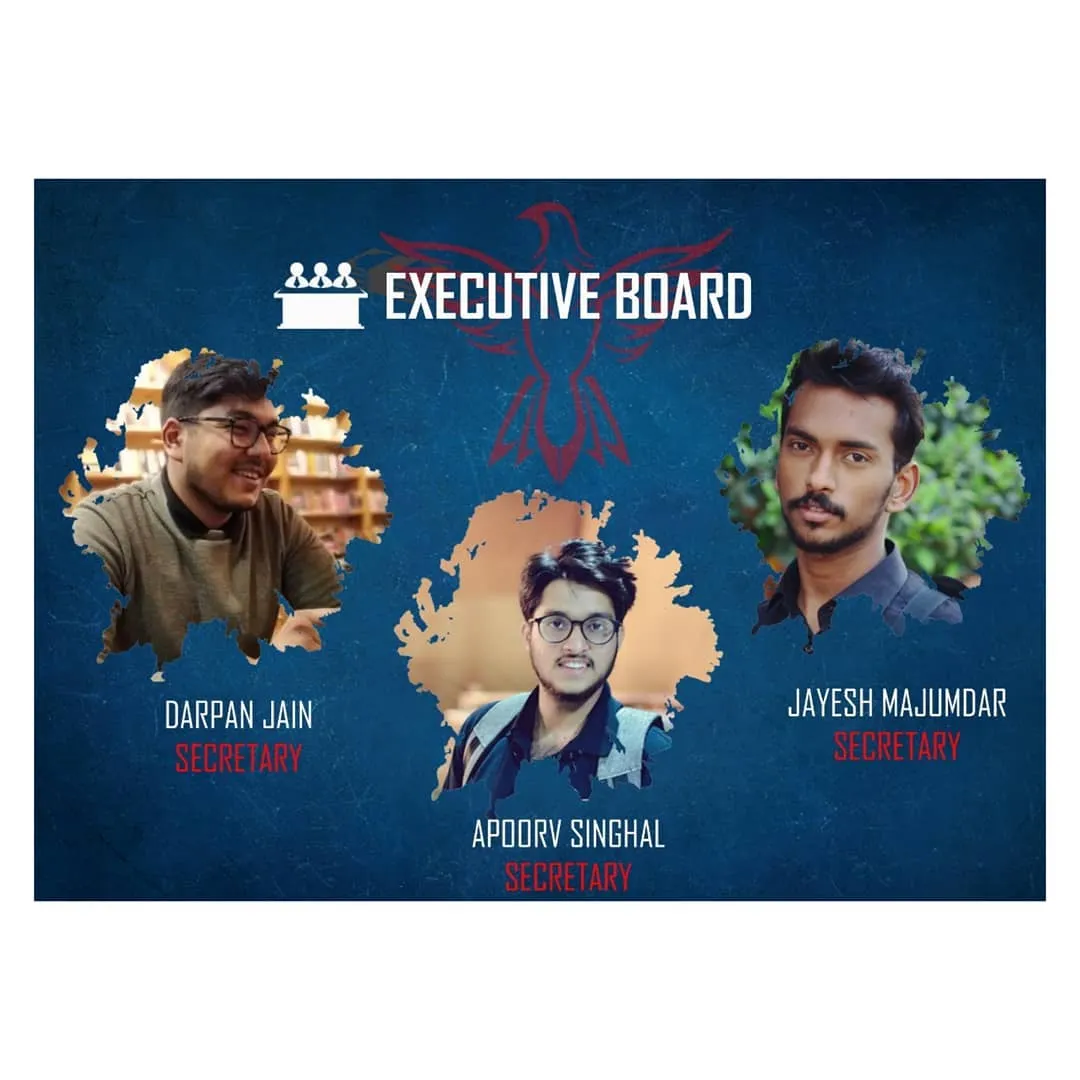 EXECUTIVE BOARD
DARPAN JAIN
SECRETARY
APOORV SINGHAL
SECRETARY
JAYESH MAJUMDAR
SECRETARY